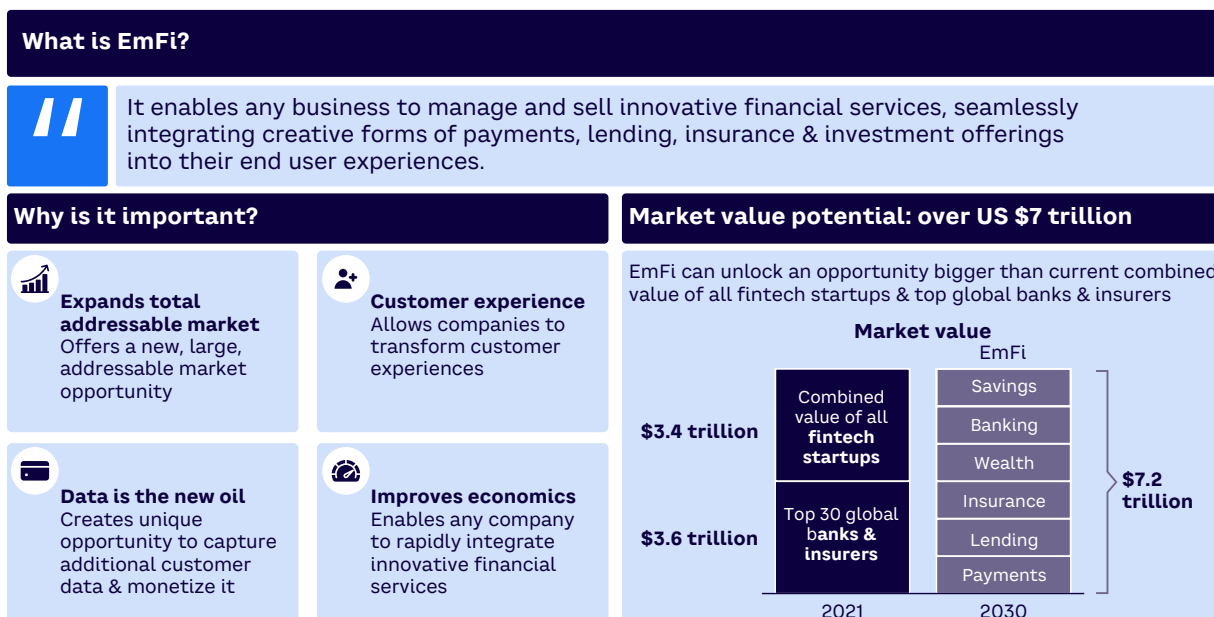 What is EmFi?
“
It enables any business to manage and sell innovative financial services, seamlessly
integrating creative forms of payments, lending, insurance & investment offerings
into their end user experiences.
Why is it important?
Expands total
addressable market
Offers a new, large,
addressable market
opportunity
Customer experience
Allows companies to
transform customer
experiences
Data is the new oil
Creates unique
opportunity to capture
additional customer
data & monetize it
Improves economics
Enables any company
to rapidly integrate
innovative financial
services
Market value potential: over US $7 trillion
EmFi can unlock an opportunity bigger than current combined
value of all fintech startups & top global banks & insurers
Market value
EmFi
$3.4 trillion
Combined
value of all
fintech
startups
$3.6 trillion
Top 30 global
banks &
insurers
Savings
Banking
Wealth
Insurance
Lending
Payments
$7.2
trillion
2021
2030